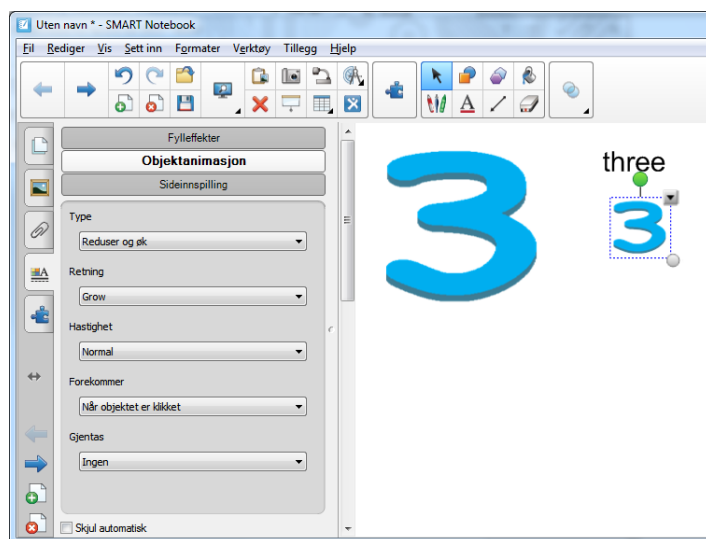 Uten navn * - SMART Notebook
Fil Rediger Vis Sett inn Formater Verktøy Tillegg Hjelp
Fylleffekter
Objektanimasjon
Sideinnspilling
Type
Reduser og øk
Retning
Grow
Hastighet
Normal
Forekommer
Når objektet er klikket
Gjentas
Ingen
Skjul automatisk
3
three
3